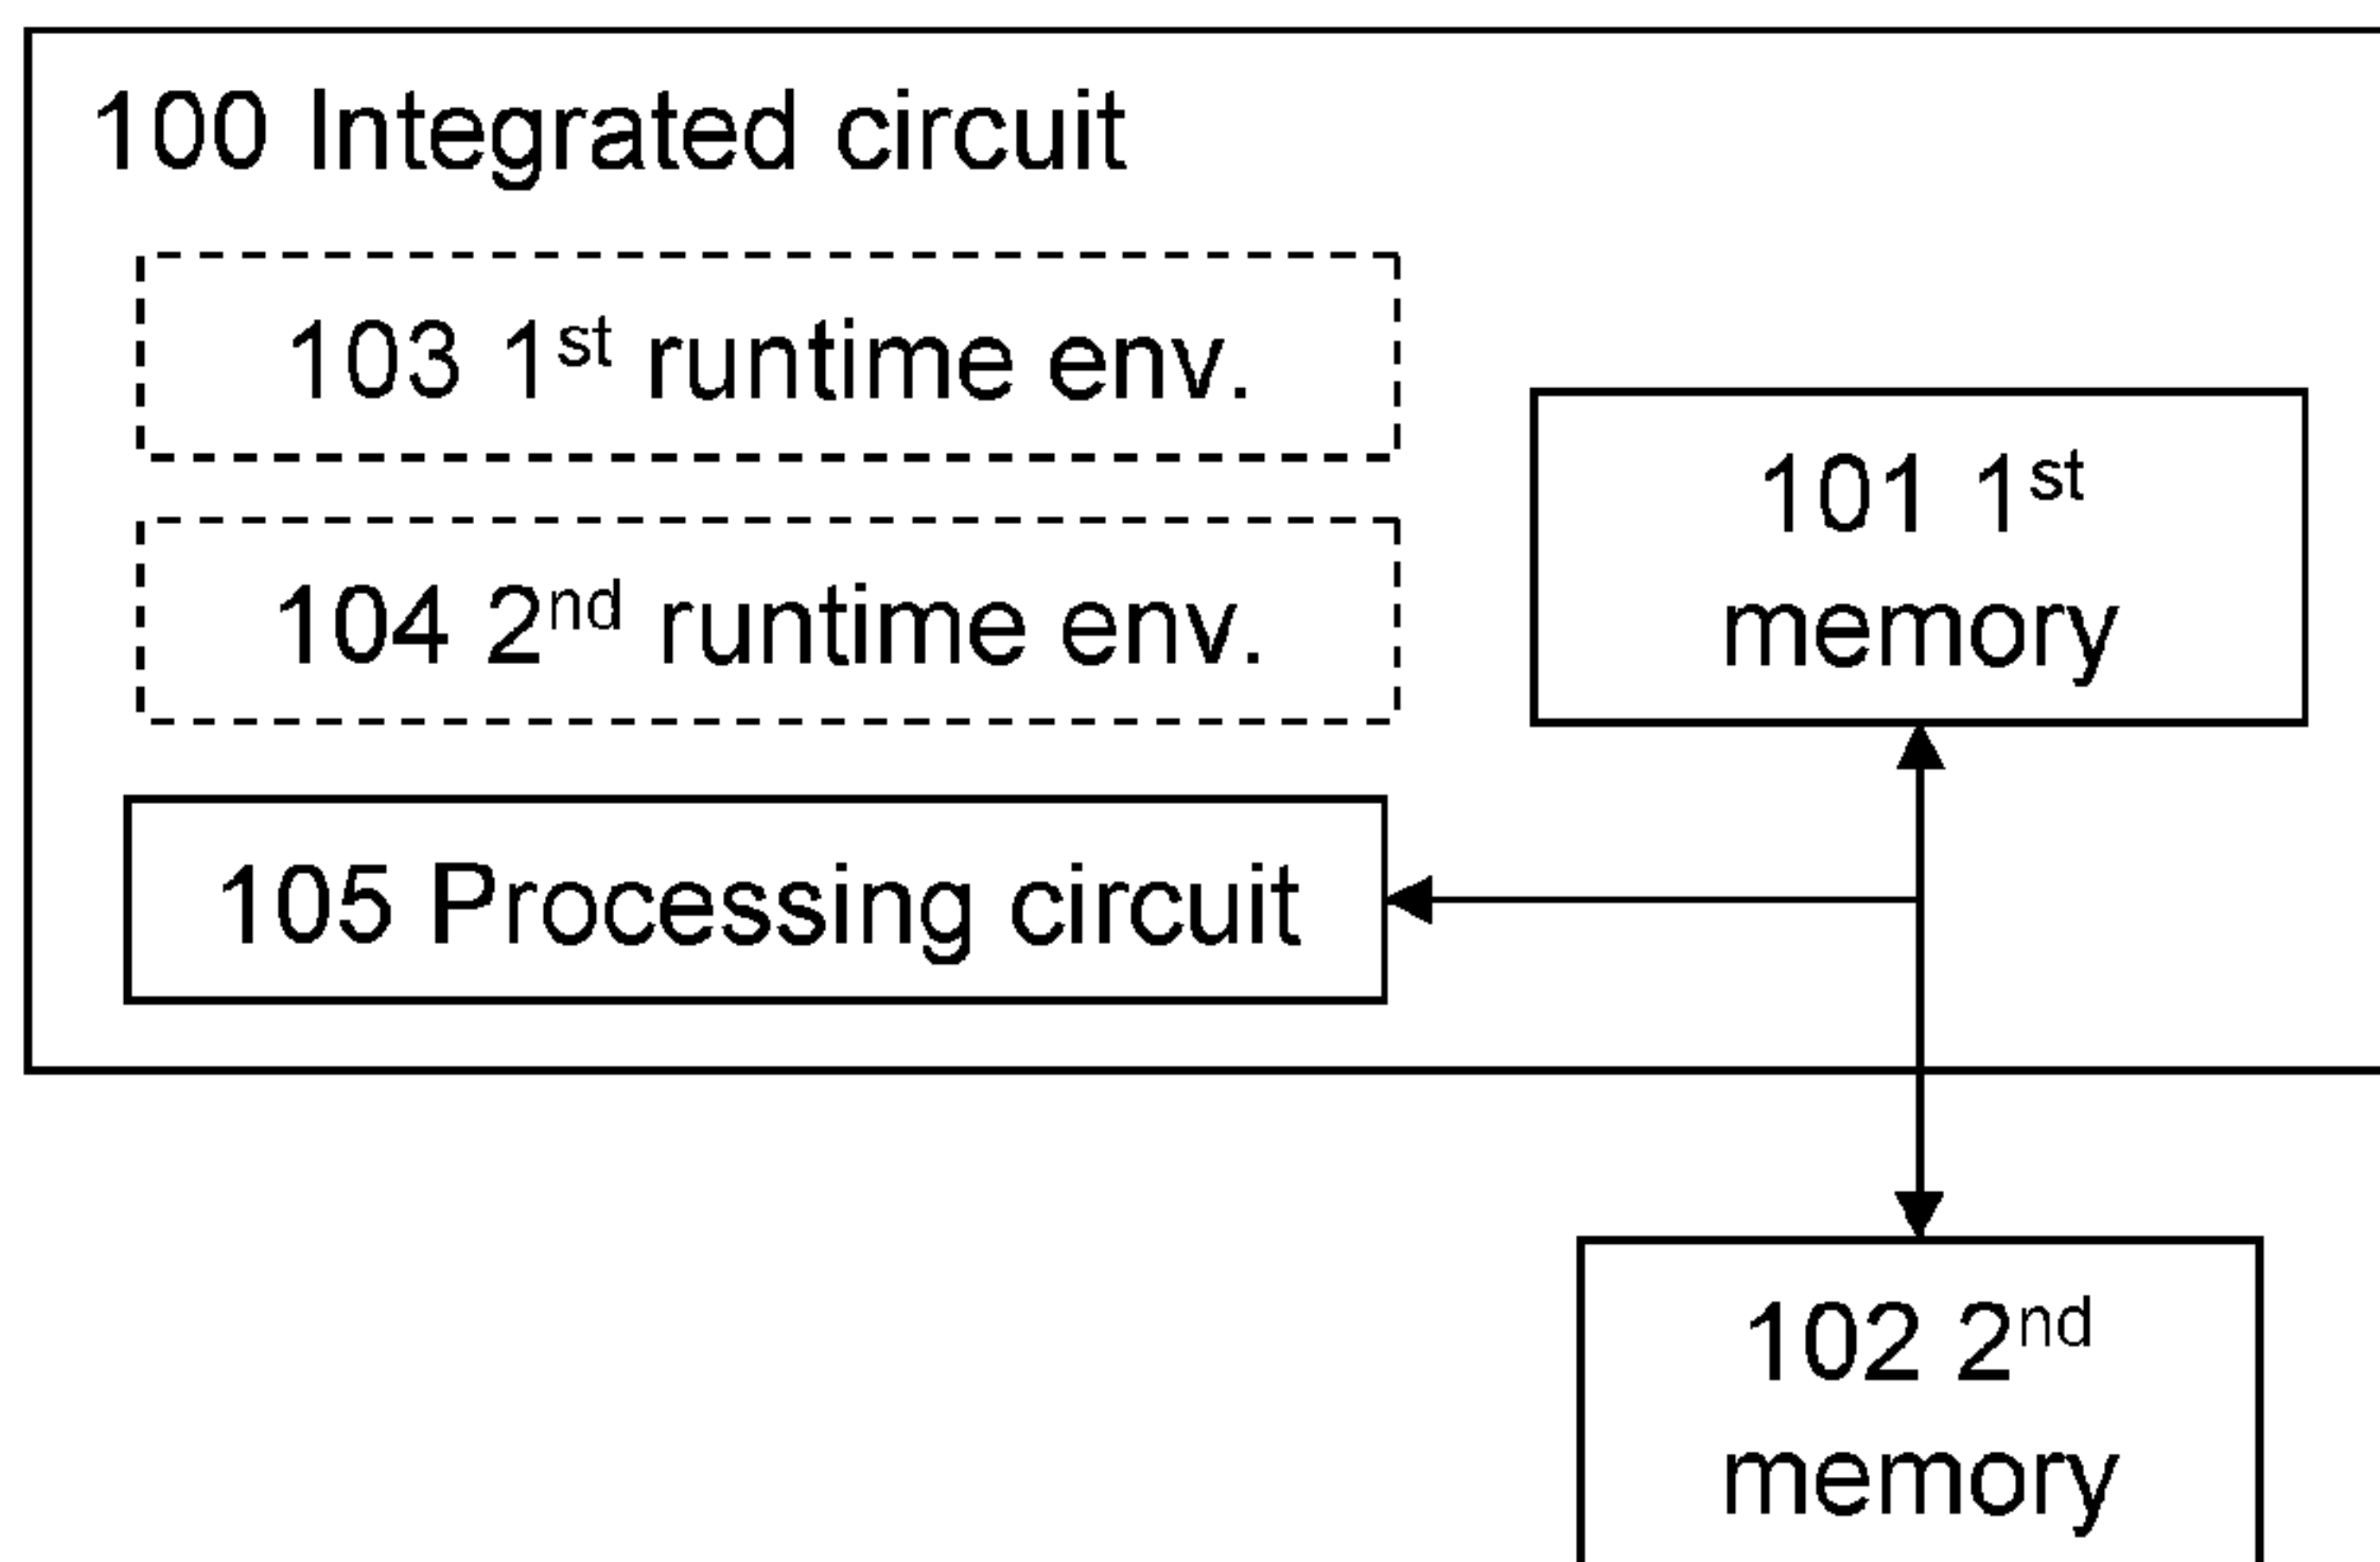 100 Integrated circuit
103 1st runtime env.
104 2nd runtime env.
101 1st
memory
105 Processing circuit
102 2nd
memory